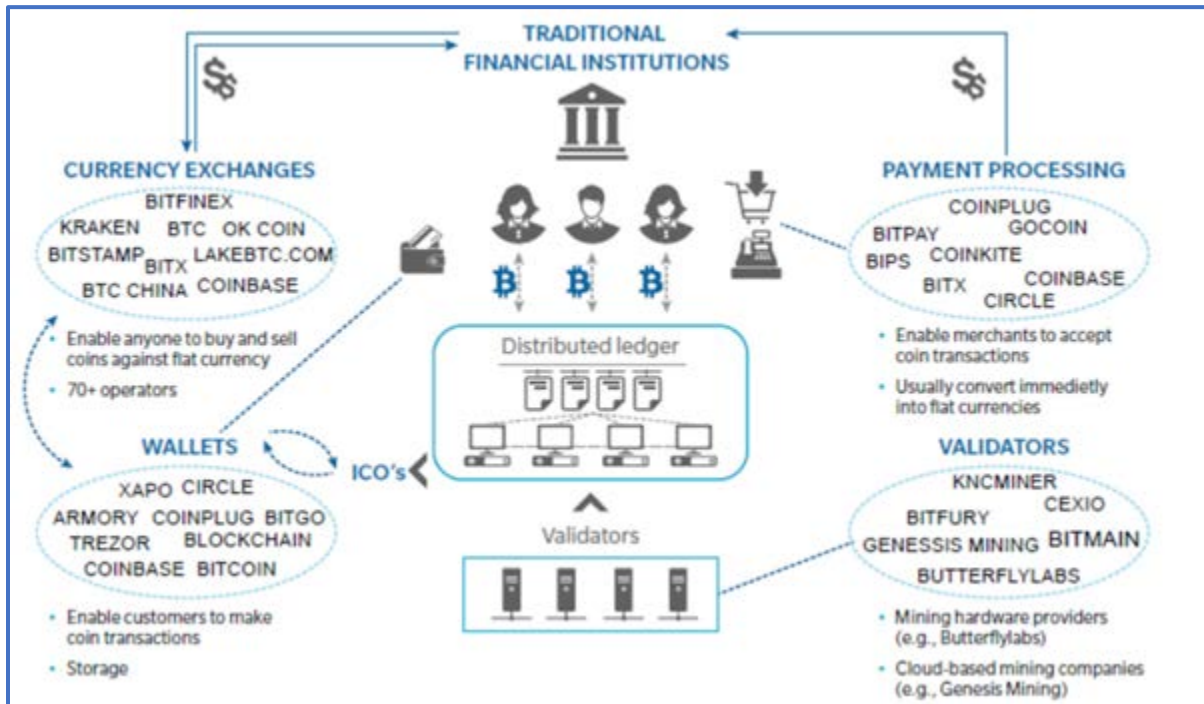 TRADITIONAL
FINANCIAL INSTITUTIONS
CURRENCY EXCHANGES
BITFINEX
KRAKEN BTC OK COIN
BITSTAMP LAKEBTC.COM
BITX
BTC CHINA COINBASE
• Enable anyone to buy and sell
coins against flat currency
• 70+ operators
WALLETS
XAPO CIRCLE
ARMORY COINPLUG BITGO
TREZOR BLOCKCHAIN
COINBASE BITCOIN
• Enable customers to make
coin transactions
• Storage
ICO's
Distributed ledger
Validators
PAYMENT PROCESSING
COINPLUG
GOCOIN
BITPAY
BIPS COINKITE
BITX COINBASE
CIRCLE
• Enable merchants to accept
coin transactions
• Usually convert immedietly
into flat currencies
VALIDATORS
KNCMINER
CEXIO
BITFURY
GENESSIS MINING BITMAIN
BUTTERFLYLABS
• Mining hardware providers
(e.g., Butterflylabs)
• Cloud-based mining companies
(e.g., Genesis Mining)